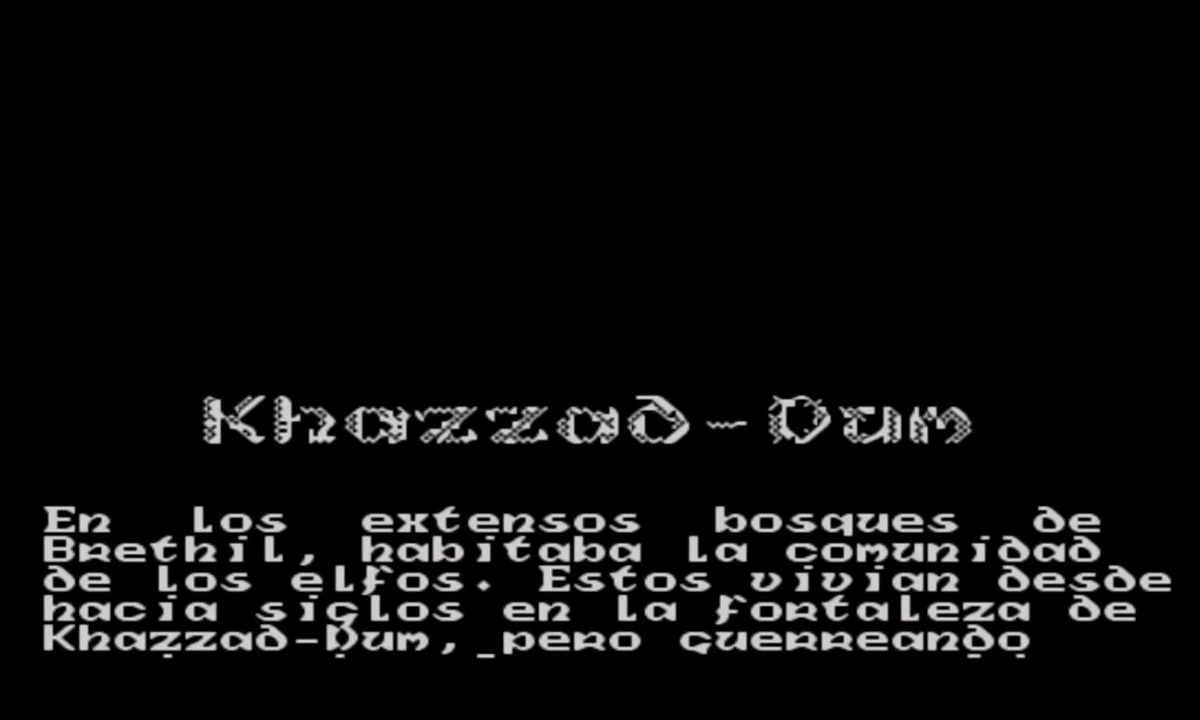 Khazzad-Dum
En los extensos bosques de
Brethil, habitaba la comunidad
de los elfos. Estos vivian desde
hacia siglos en la fortaleza de
Khazzad-Dum, pero guerreando